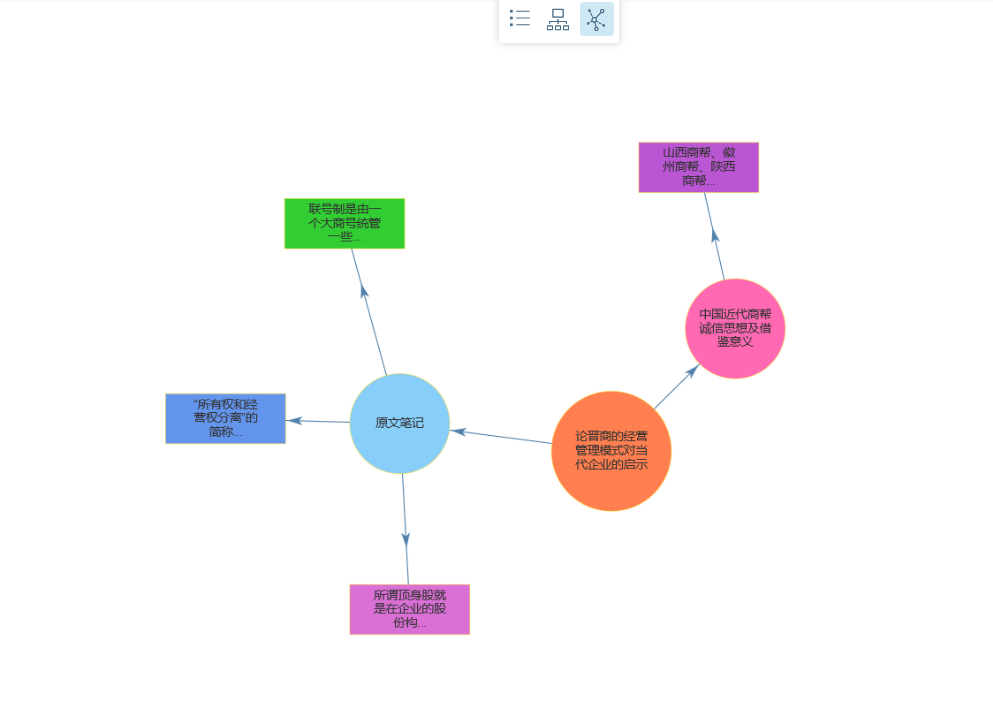 山西商帮、徽
州商帮、陕西
商帮...
联号制是由一
个大商号统管
一些...
中国近代商帮
诚信思想及借
鉴意义
“所有权和经
营权分离”的
简称...
原文笔记
论晋商的经营
管理模式对当
代企业的启示
所谓顶身股就
是在企业的股
份构...